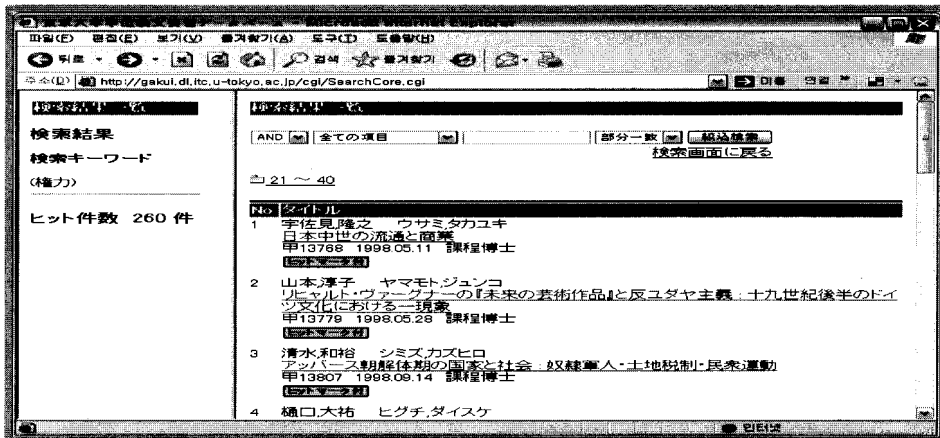 파일(F) 편집(E) 보기(V) 즐겨찾기(A) 도구(T) 도움말(H)
뒤로 검색 즐겨찾기
주소(D) http://gakui.dl.itc.u-tokyo.ac.jp/cgi/SearchCore.cgi 이동 연결
検索結果一覧
検索結果
検索キーワード
(権力)
ヒット件数 260 件
検索結果一覧
AND 全ての項目 部分一致 絞込検索
検索画面に戻る
21 ～ 40
No タイトル
1 宇佐見,隆之 ウサミ,タカユキ
日本中世の流通と商業
甲13768 1998.05.11 課程博士
2 山本,淳子 ヤマモト,ジュンコ
リヒャルト・ヴァーグナーの『未来の芸術作品』と反ユダヤ主義 : 十九世紀後半のドイ
ツ文化における一現象
甲13779 1998.05.28 課程博士
3 清水,和裕 シミズ,カズヒロ
アッバース朝解体期の国家と社会 : 奴隷軍人・土地税制・民衆運動
甲13807 1998.09.14 課程博士
4 樋口,大祐 ヒグチ,ダイスケ
인터넷